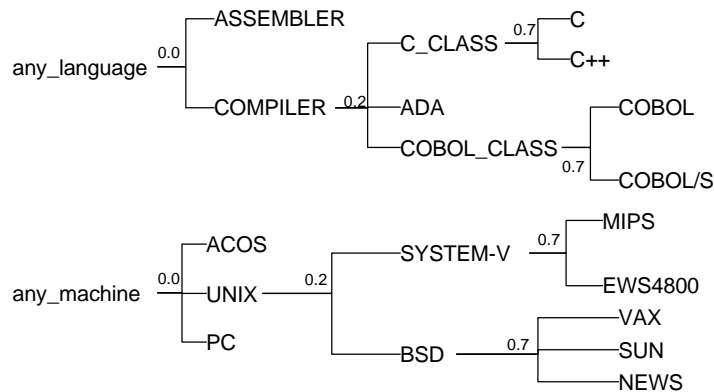 ASSEMBLER
any_language 0.0
COMPILER 0.2
C_CLASS 0.7
C
C++
ADA
COBOL_CLASS 0.7
COBOL
COBOL/S
any_machine 0.0
ACOS
UNIX 0.2
PC
SYSTEM-V 0.7
MIPS
EWS4800
BSD 0.7
VAX
SUN
NEWS